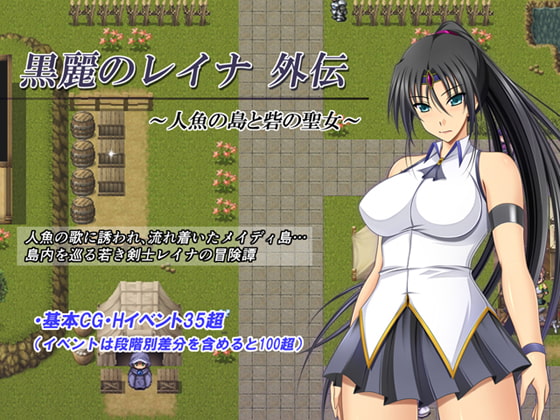 黒麗のレイナ 外伝
～人魚の島と砦の聖女～
人魚の歌に誘われ、流れ着いたメイディ島…
島内を巡る若き剣士レイナの冒険譚
・基本CG・Hイベント35超
（イベントは段階別差分を含めると100超）